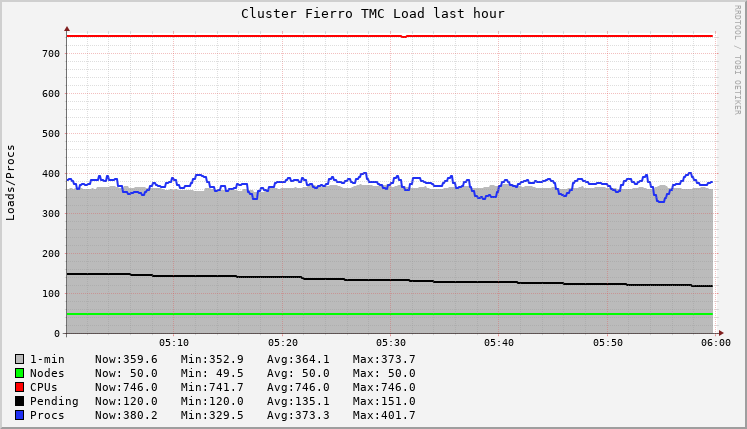 Cluster Fierro TMC Load last hour
RRDTOOL / TOBI OETIKER
Loads/Procs
700
600
500
400
300
200
100
0
05:10 05:20 05:30 05:40 05:50 06:00
1-min Now:359.6 Min:352.9 Avg:364.1 Max:373.7
Nodes Now: 50.0 Min: 49.5 Avg: 50.0 Max: 50.0
CPUs Now:746.0 Min:741.7 Avg:746.0 Max:746.0
Pending Now:120.0 Min:120.0 Avg:135.1 Max:151.0
Procs Now:380.2 Min:329.5 Avg:373.3 Max:401.7